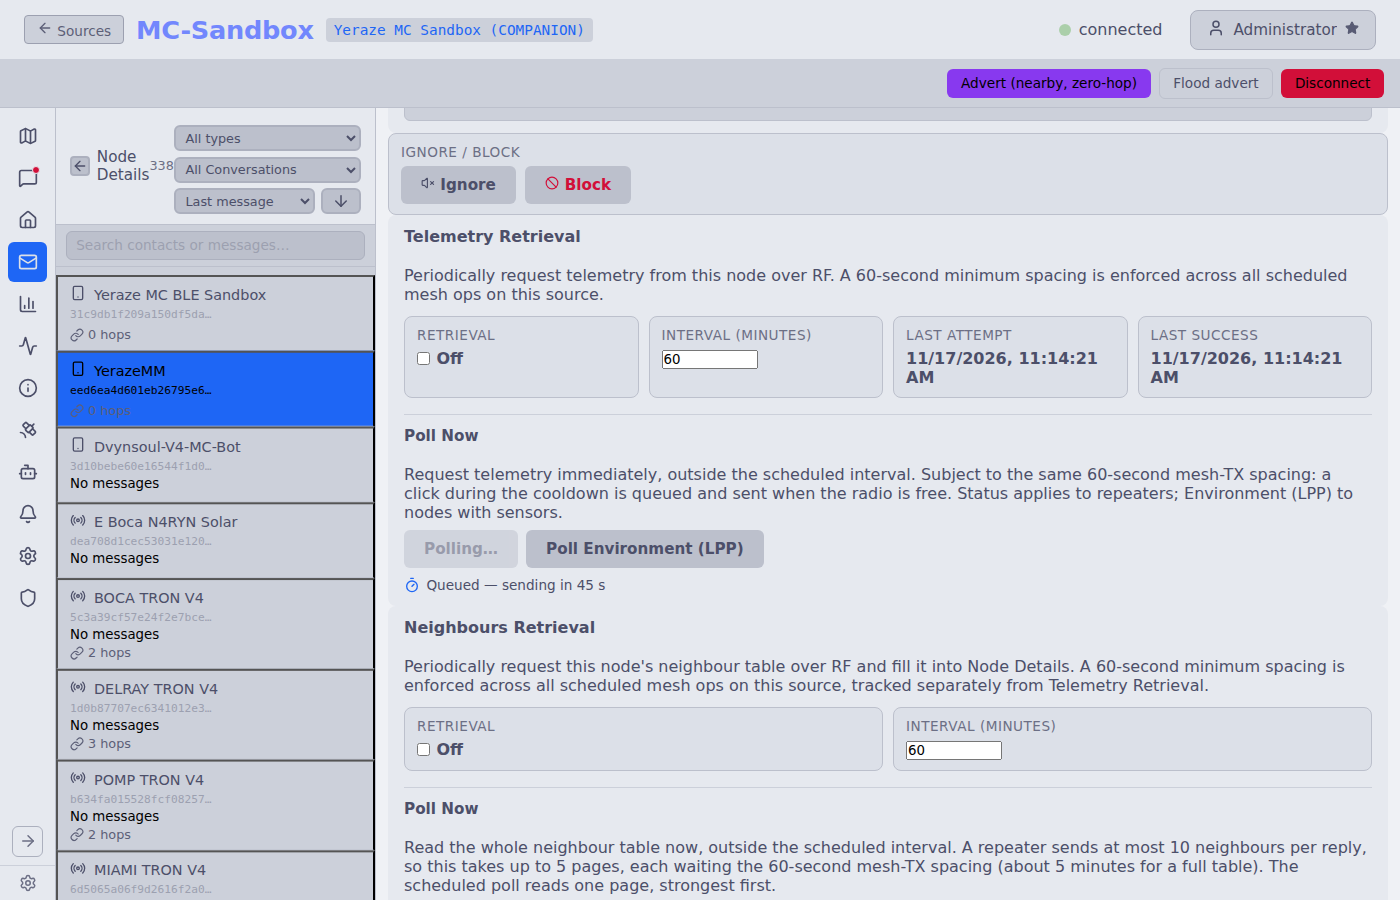 Sources
MC-Sandbox
Yeraze MC Sandbox (COMPANION)
connected
Administrator
Advert (nearby, zero-hop)
Flood advert
Disconnect
Node Details
338
All types
All Conversations
Last message
Search contacts or messages...
Yeraze MC BLE Sandbox
31c9db1f209a150df5da…
0 hops
YerazeMM
eed6ea4d601eb26795e6…
0 hops
Dvynsoul-V4-MC-Bot
3d10bebe60e16544f1d0…
No messages
E Boca N4RYN Solar
dea708d1cec53031e120…
No messages
BOCA TRON V4
5c3a39cf57e24f2e7bce…
No messages
2 hops
DELRAY TRON V4
1d0b87707ec6341012e3…
No messages
3 hops
POMP TRON V4
b634fa015528fcf08257…
No messages
2 hops
MIAMI TRON V4
6d5065a06f9d2616f2a0…
IGNORE / BLOCK
Ignore
Block
Telemetry Retrieval
Periodically request telemetry from this node over RF. A 60-second minimum spacing is enforced across all scheduled
mesh ops on this source.
RETRIEVAL
Off
INTERVAL (MINUTES)
60
LAST ATTEMPT
11/17/2026, 11:14:21
AM
LAST SUCCESS
11/17/2026, 11:14:21
AM
Poll Now
Request telemetry immediately, outside the scheduled interval. Subject to the same 60-second mesh-TX spacing: a
click during the cooldown is queued and sent when the radio is free. Status applies to repeaters; Environment (LPP) to
nodes with sensors.
Polling…
Poll Environment (LPP)
Queued — sending in 45 s
Neighbours Retrieval
Periodically request this node's neighbour table over RF and fill it into Node Details. A 60-second minimum spacing is
enforced across all scheduled mesh ops on this source, tracked separately from Telemetry Retrieval.
RETRIEVAL
Off
INTERVAL (MINUTES)
60
Poll Now
Read the whole neighbour table now, outside the scheduled interval. A repeater sends at most 10 neighbours per reply,
so this takes up to 5 pages, each waiting the 60-second mesh-TX spacing (about 5 minutes for a full table). The
scheduled poll reads one page, strongest first.